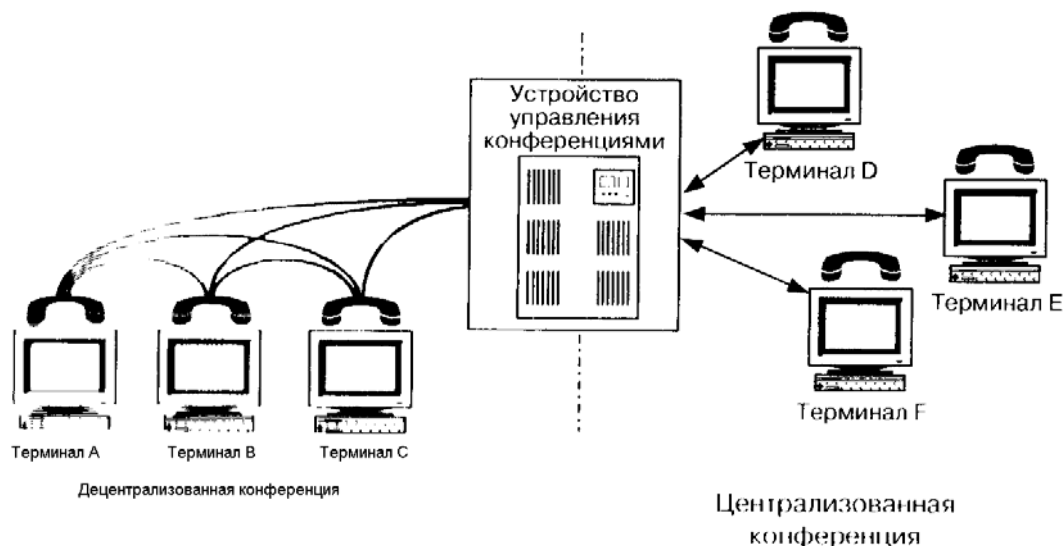 Устройство
управления
конференциями
Терминал D
Терминал E
Терминал F
Терминал A
Терминал B
Терминал C
Децентрализованная конференция
Централизованная
конференция